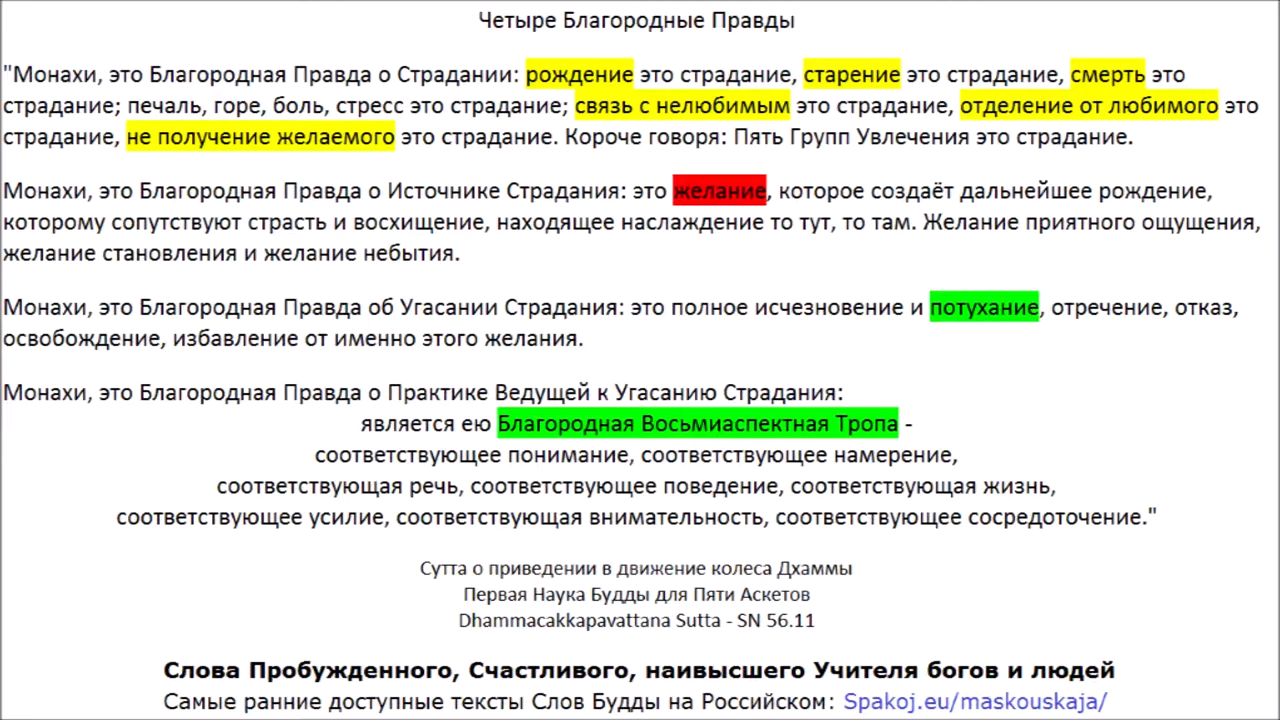 Четыре Благородные Правды
"Монахи, это Благородная Правда о Страдании: рождение это страдание, старение это страдание, смерть это
страдание; печаль, горе, боль, стресс это страдание; связь с нелюбимым это страдание, отделение от любимого это
страдание, не получение желаемого это страдание. Короче говоря: Пять Групп Увлечения это страдание.
Монахи, это Благородная Правда о Источнике Страдания: это желание, которое создаёт дальнейшее рождение,
которому сопутствуют страсть и восхищение, находящее наслаждение то тут, то там. Желание приятного ощущения,
желание становления и желание небытия.
Монахи, это Благородная Правда об Угасании Страдания: это полное исчезновение и потухание, отречение, отказ,
освобождение, избавление от именно этого желания.
Монахи, это Благородная Правда о Практике Ведущей к Угасанию Страдания:
является ею Благородная Восьмиаспектная Тропа -
соответствующее понимание, соответствующее намерение,
соответствующая речь, соответствующее поведение, соответствующая жизнь,
соответствующее усилие, соответствующая внимательность, соответствующее сосредоточение."
Сутта о приведении в движение колеса Дхаммы
Первая Наука Будды для Пяти Аскетов
Dhammacakkapavattana Sutta - SN 56.11
Слова Пробужденного, Счастливого, наивысшего Учителя богов и людей
Самые ранние доступные тексты Слов Будды на Российском: Spakoj.eu/maskouskaja/